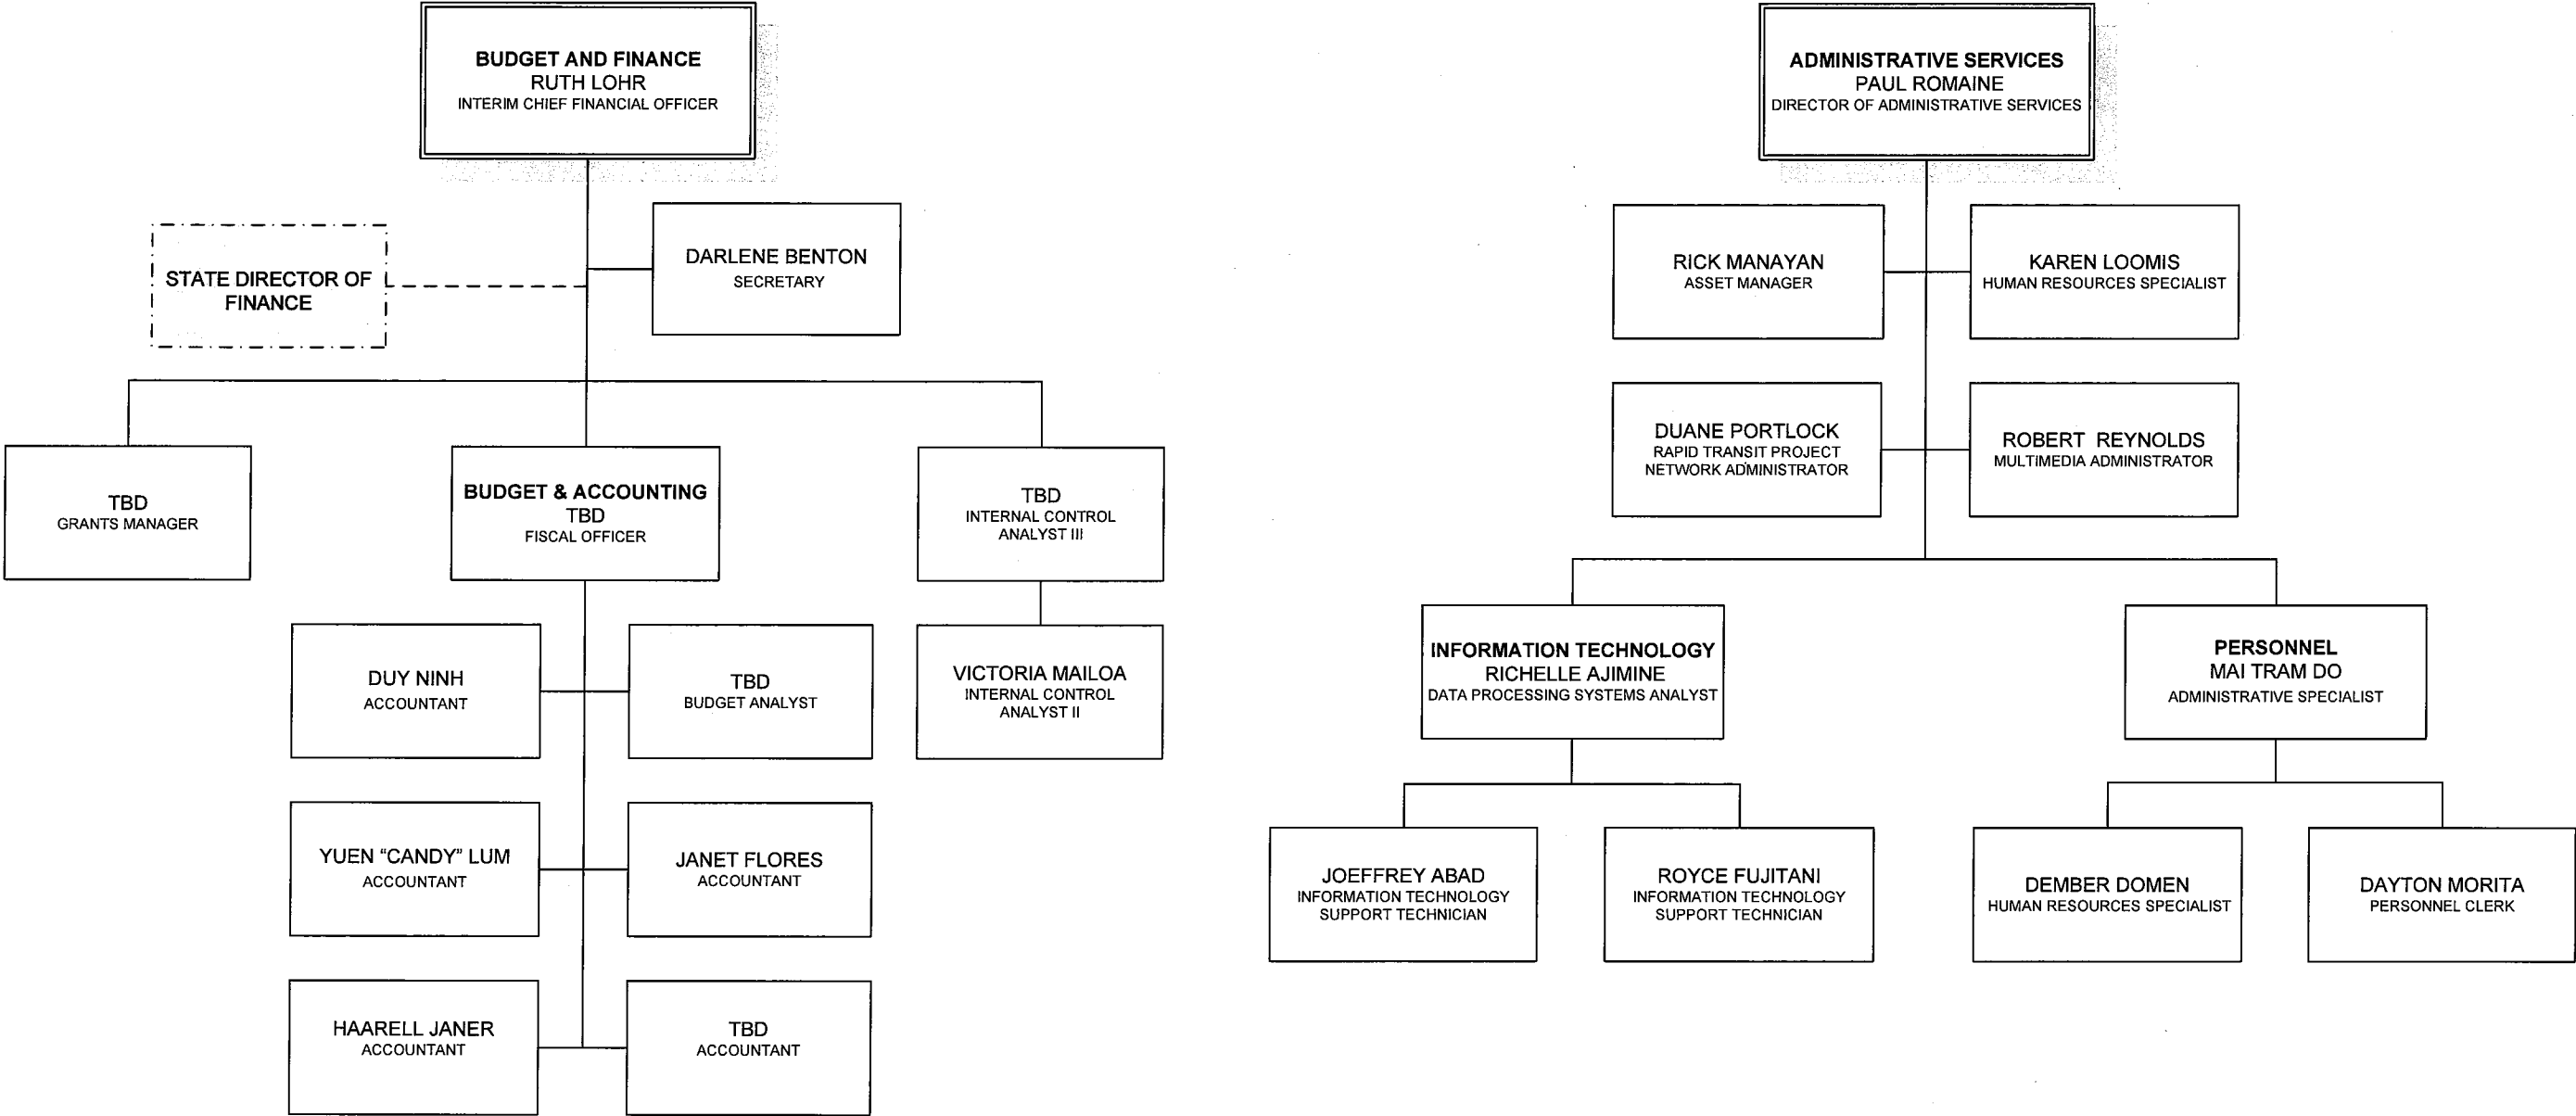 BUDGET AND FINANCE
RUTH LOHR
INTERIM CHIEF FINANCIAL OFFICER
STATE DIRECTOR OF
FINANCE
DARLENE BENTON
SECRETARY
TBD
GRANTS MANAGER
BUDGET & ACCOUNTING
TBD
FISCAL OFFICER
TBD
INTERNAL CONTROL
ANALYST III
DUY NINH
ACCOUNTANT
TBD
BUDGET ANALYST
VICTORIA MAILOA
INTERNAL CONTROL
ANALYST II
YUEN “CANDY” LUM
ACCOUNTANT
JANET FLORES
ACCOUNTANT
HAARELL JANER
ACCOUNTANT
TBD
ACCOUNTANT
ADMINISTRATIVE SERVICES
PAUL ROMAINE
DIRECTOR OF ADMINISTRATIVE SERVICES
RICK MANAYAN
ASSET MANAGER
KAREN LOOMIS
HUMAN RESOURCES SPECIALIST
DUANE PORTLOCK
RAPID TRANSIT PROJECT
NETWORK ADMINISTRATOR
ROBERT REYNOLDS
MULTIMEDIA ADMINISTRATOR
INFORMATION TECHNOLOGY
RICHELLE AJIMINE
DATA PROCESSING SYSTEMS ANALYST
PERSONNEL
MAI TRAM DO
ADMINISTRATIVE SPECIALIST
JOEFFREY ABAD
INFORMATION TECHNOLOGY
SUPPORT TECHNICIAN
ROYCE FUJITANI
INFORMATION TECHNOLOGY
SUPPORT TECHNICIAN
DEMBER DOMEN
HUMAN RESOURCES SPECIALIST
DAYTON MORITA
PERSONNEL CLERK